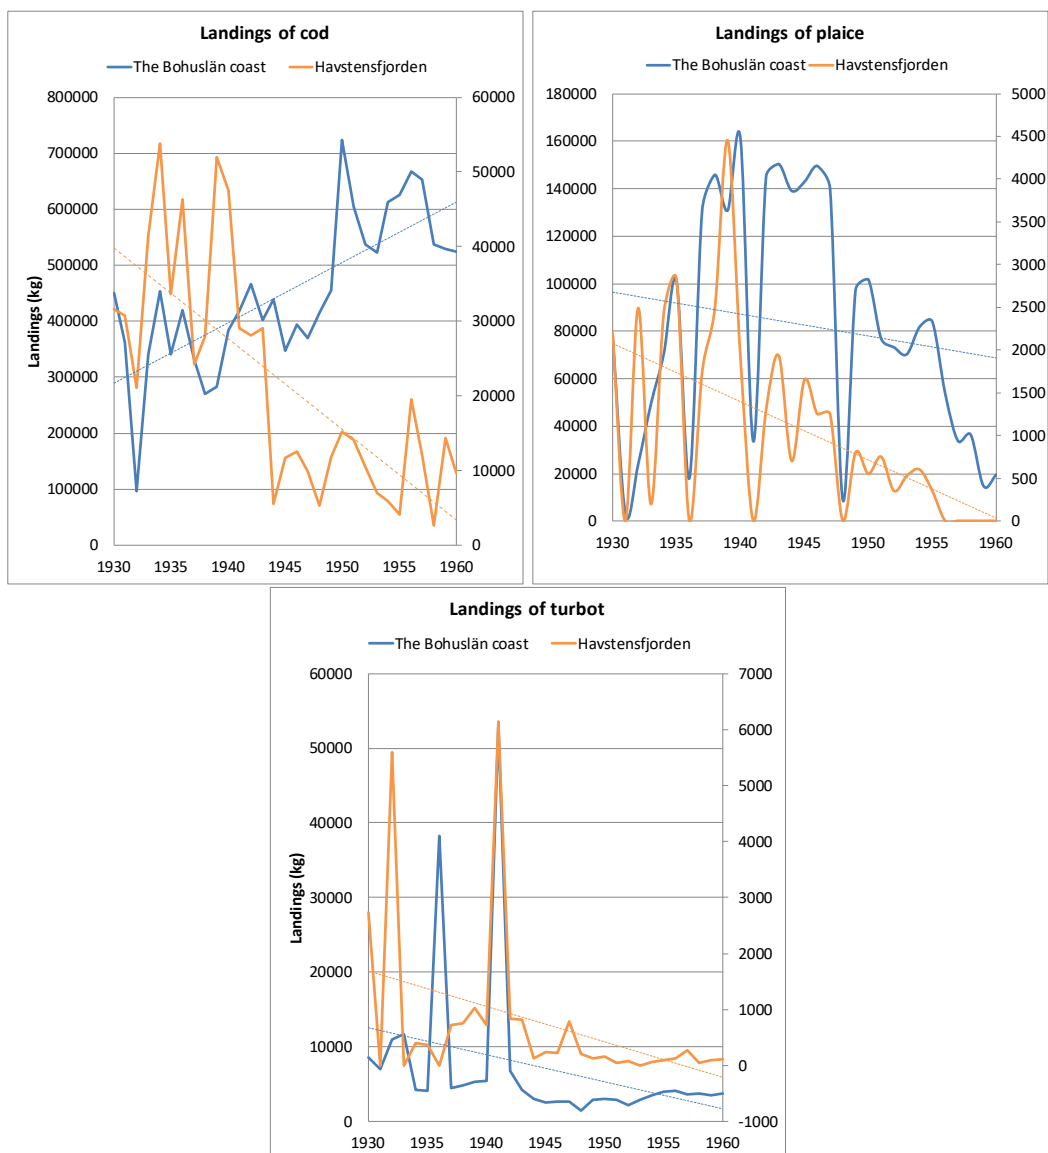 Landings of cod
The Bohuslän coast Havstensfjorden
Landings (kg)
800000 60000
700000
600000 50000
500000 40000
400000 30000
300000 20000
200000
100000 10000
0 0
1930 1935 1940 1945 1950 1955 1960
Landings of plaice
The Bohuslän coast Havstensfjorden
180000 5000
160000 4500
140000 4000
120000 3500
100000 3000
80000 2500
60000 2000
40000 1500
20000 1000
0 500
0
1930 1935 1940 1945 1950 1955 1960
Landings of turbot
The Bohuslän coast Havstensfjorden
Landings (kg)
60000 7000
50000 6000
40000 5000
30000 4000
20000 3000
10000 2000
0 1000
0
-1000
1930 1935 1940 1945 1950 1955 1960